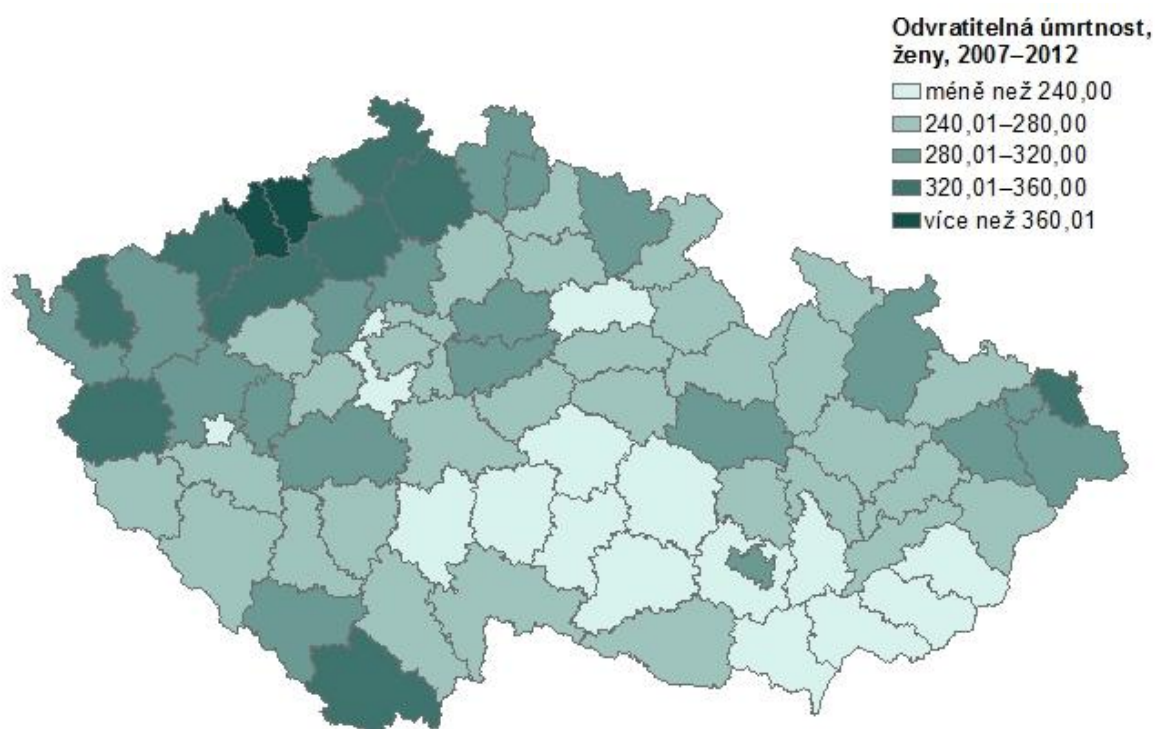 Odvratitelná úmrtnost,
ženy, 2007–2012
méně než 240,00
240,01–280,00
280,01–320,00
320,01–360,00
více než 360,01